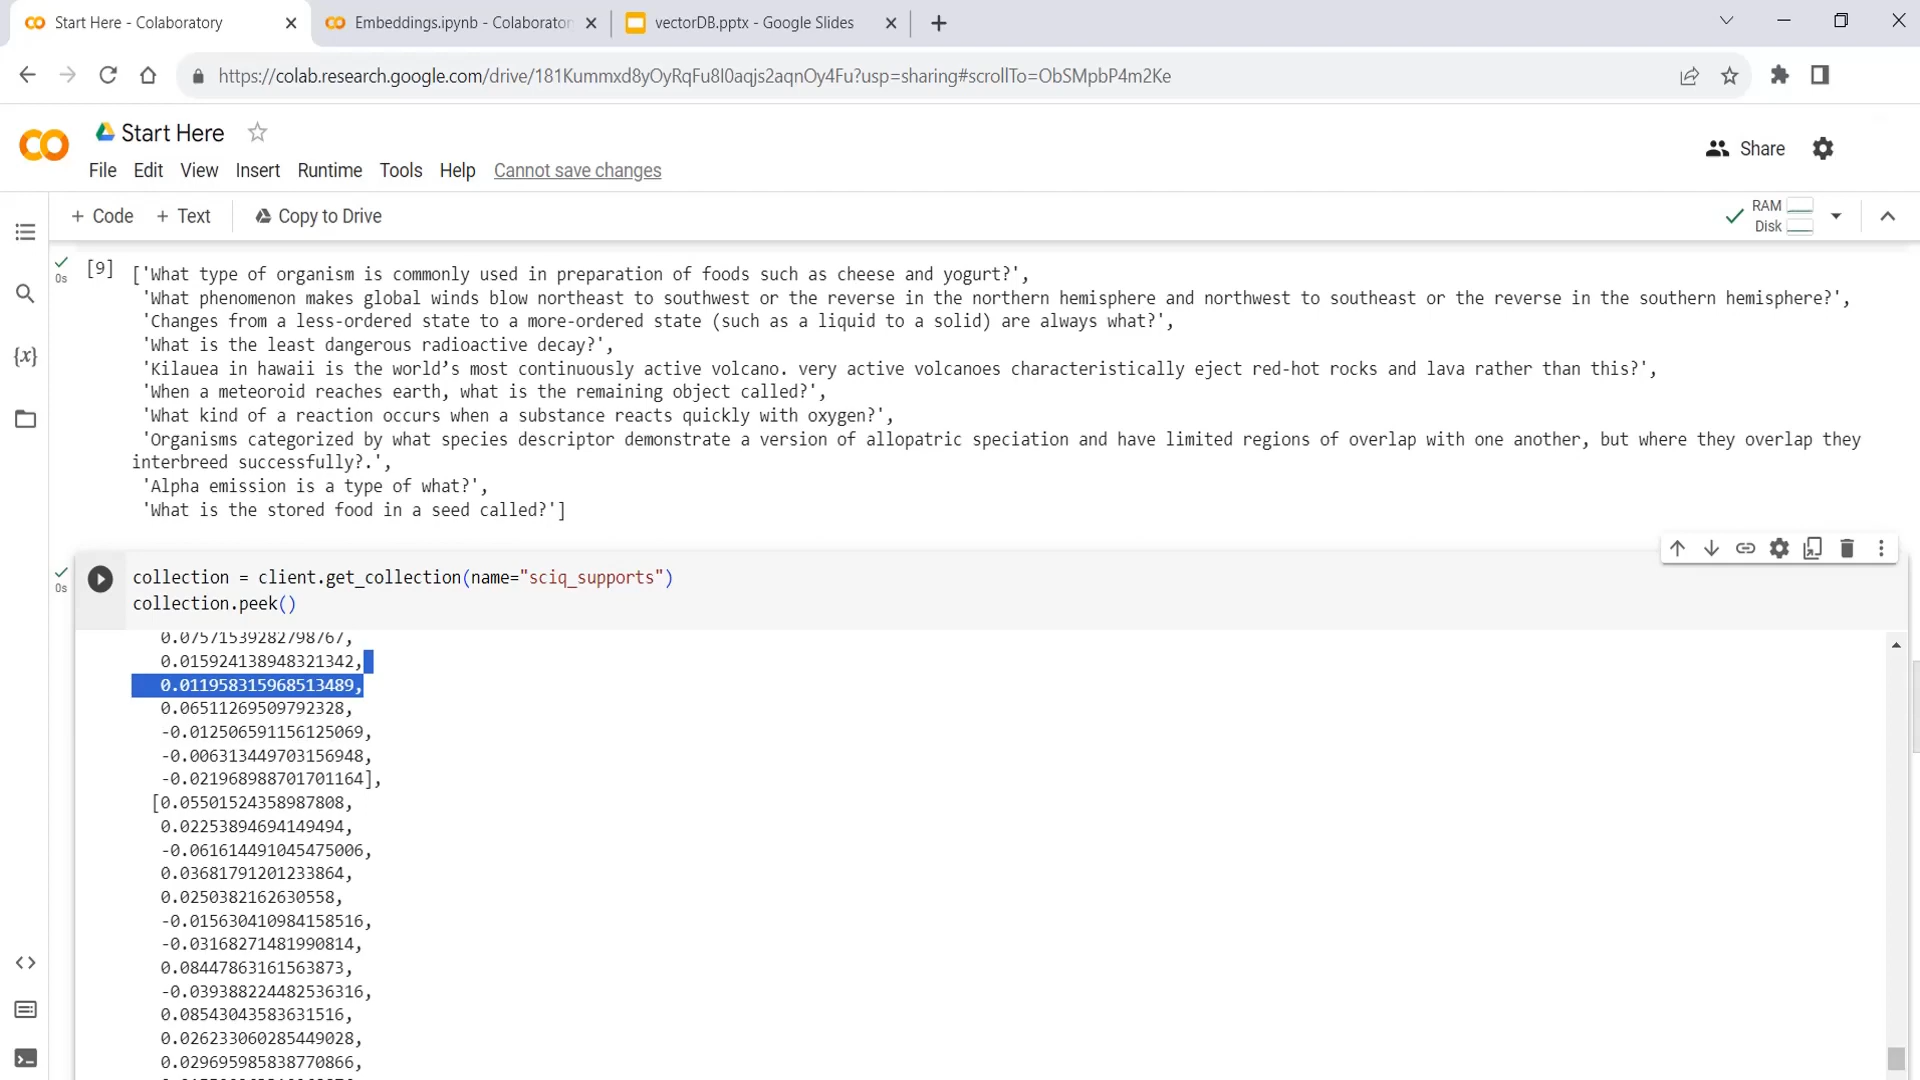 Start Here - Colaboratory
Embeddings.ipynb - Colaborator
vectorDB.pptx - Google Slides
https://colab.research.google.com/drive/181Kummxd8yOyRqFu8I0aqjs2aqnOy4Fu?usp=sharing#scrollTo=ObSMpbP4m2Ke
Start Here
Share
File Edit View Insert Runtime Tools Help Cannot save changes
+ Code + Text Copy to Drive
RAM
Disk
0s
[9]
['What type of organism is commonly used in preparation of foods such as cheese and yogurt?',
'What phenomenon makes global winds blow northeast to southwest or the reverse in the northern hemisphere and northwest to southeast or the reverse in the southern hemisphere?',
'Changes from a less-ordered state to a more-ordered state (such as a liquid to a solid) are always what?',
'What is the least dangerous radioactive decay?',
'Kilauea in hawaii is the world’s most continuously active volcano. very active volcanoes characteristically eject red-hot rocks and lava rather than this?',
'When a meteoroid reaches earth, what is the remaining object called?',
'What kind of a reaction occurs when a substance reacts quickly with oxygen?',
'Organisms categorized by what species descriptor demonstrate a version of allopatric speciation and have limited regions of overlap with one another, but where they overlap they
interbreed successfully?.',
'Alpha emission is a type of what?',
'What is the stored food in a seed called?']
{x}
0s
collection = client.get_collection(name="sciq_supports")
collection.peek()
0.07571539282798767,
0.015924138948321342,
0.011958315968513489,
0.06511269509792328,
-0.012506591156125069,
-0.006313449703156948,
-0.021968988701701164],
[0.05501524358987808,
0.02253894694149494,
-0.061614491045475006,
0.03681791201233864,
0.0250382162630558,
-0.015630410984158516,
-0.03168271481990814,
0.08447863161563873,
-0.039388224482536316,
0.08543043583631516,
0.026233060285449028,
0.029695985838770866,